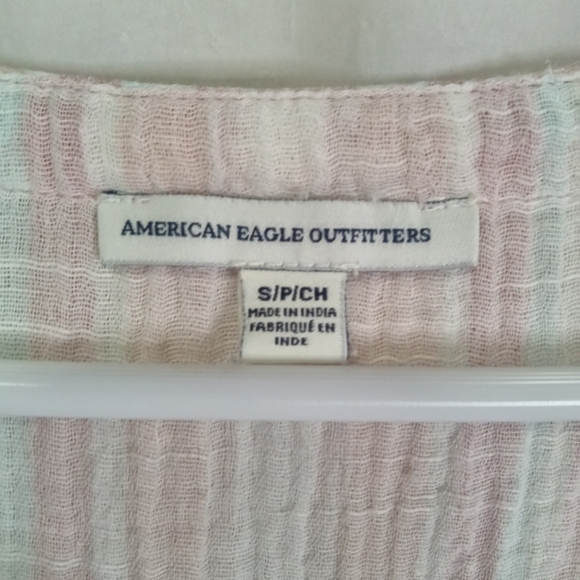 AMERICAN EAGLE OUTFITTERS
S/P/CH
MADE IN INDIA
FABRIQUÉ EN
INDE